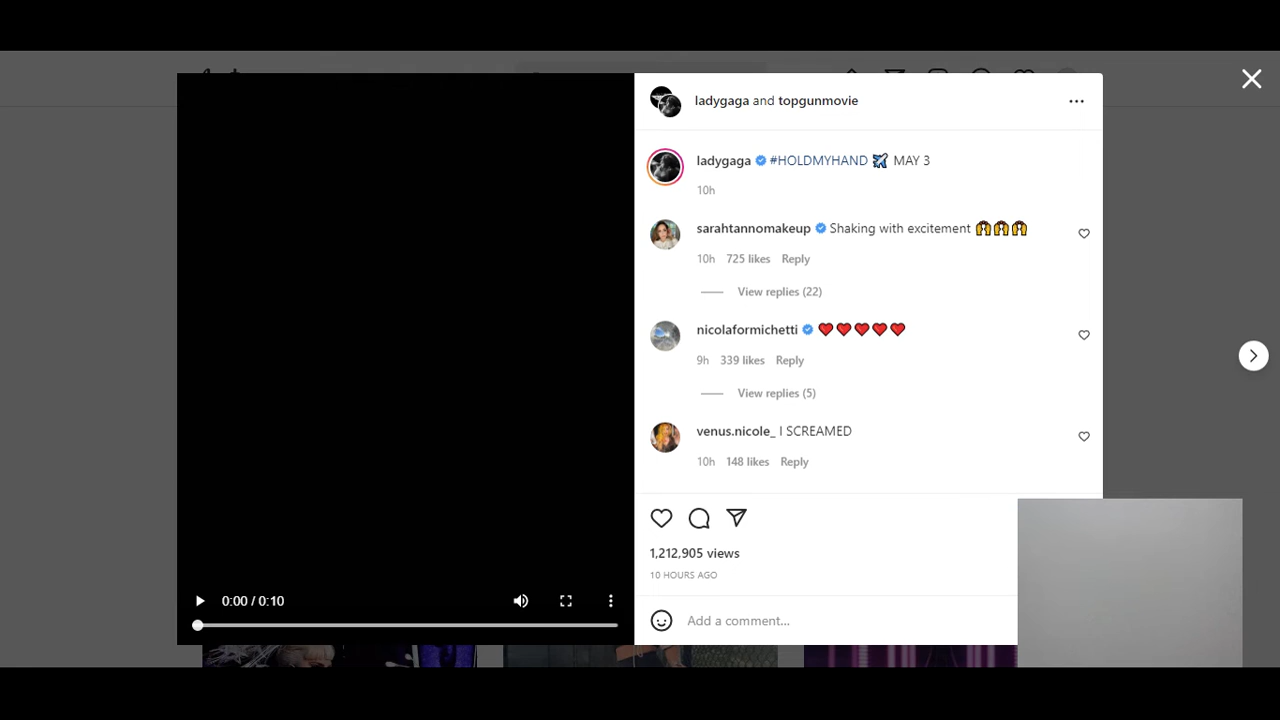 ladygaga and topgunmovie
ladygaga #HOLDMYHAND ✈ MAY 3
10h
sarahtannomakeup Shaking with excitement 🙌🙌🙌
10h 725 likes Reply
View replies (22)
nicolaformichetti ❤️❤️❤️❤️❤️
9h 339 likes Reply
View replies (5)
venus.nicole_ I SCREAMED
10h 148 likes Reply
1,212,905 views
10 HOURS AGO
0:00 / 0:10
Add a comment...